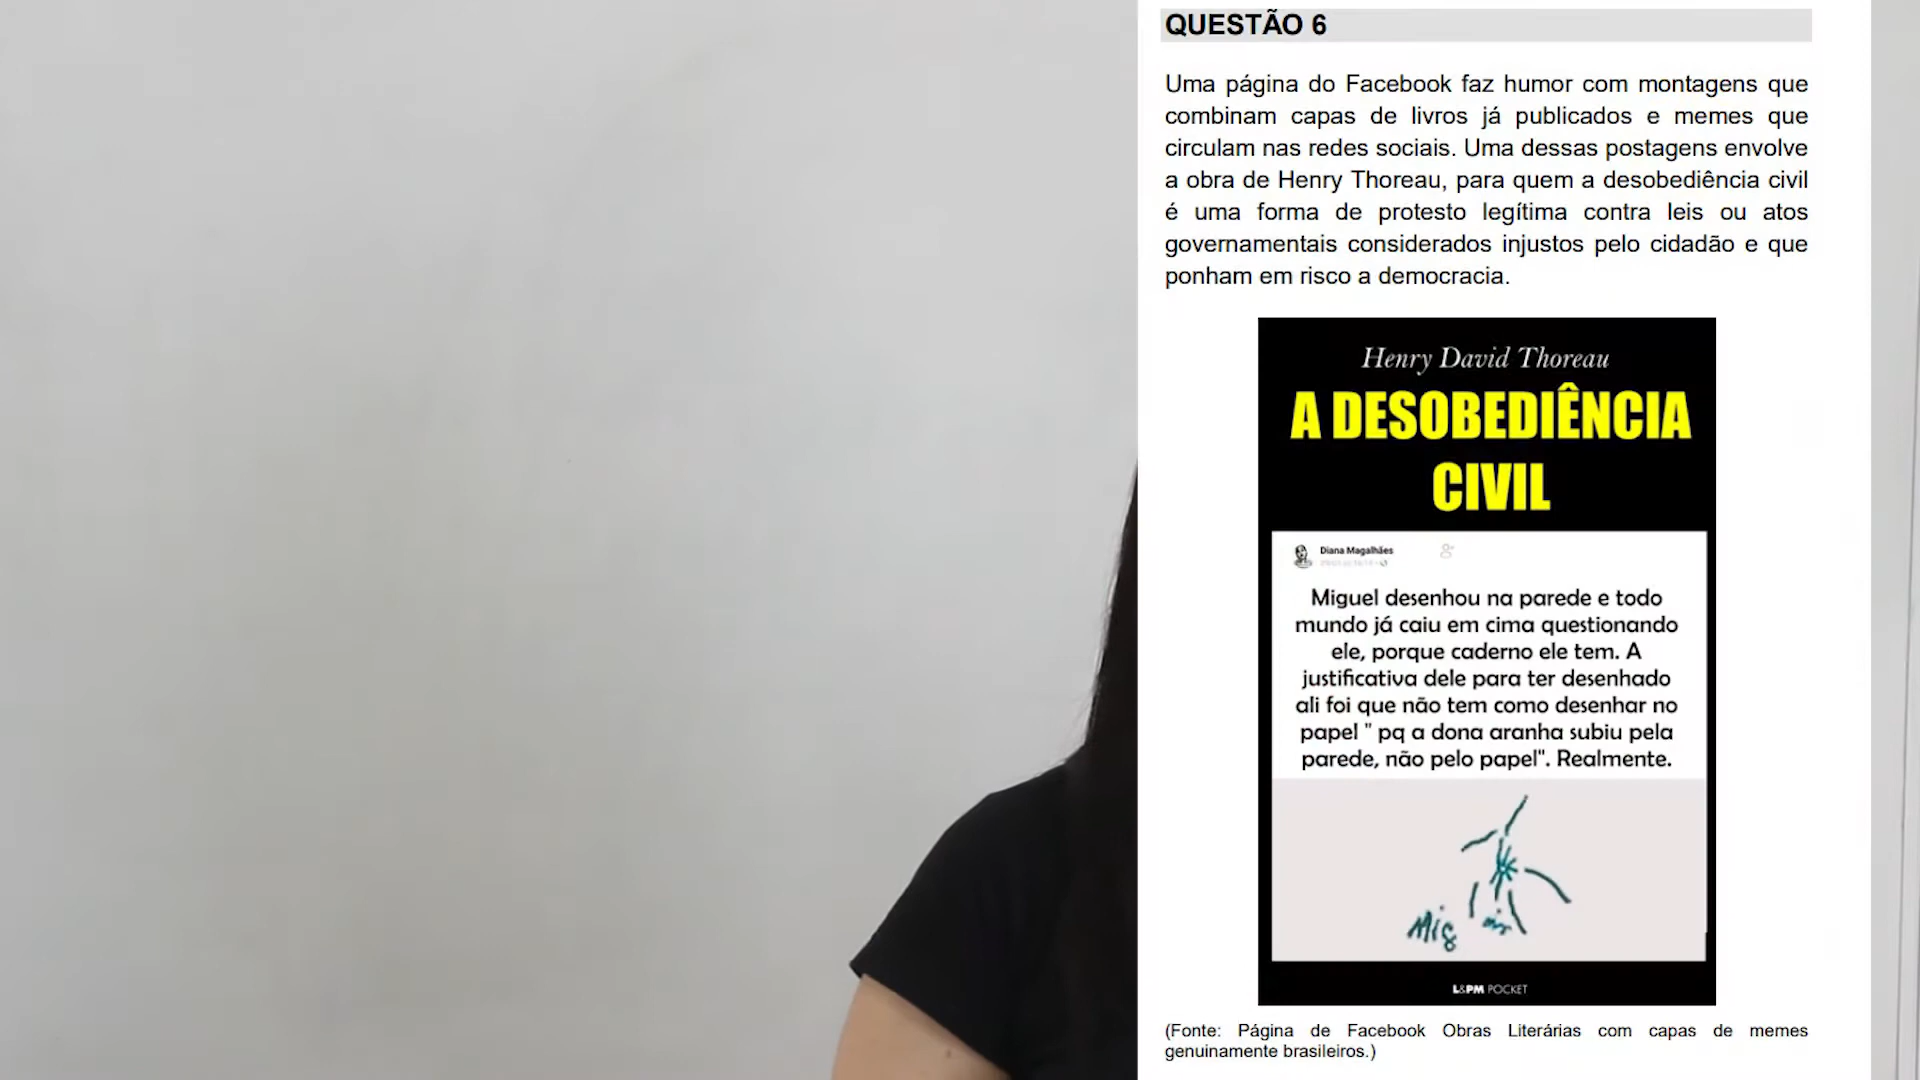 QUESTÃO 6
Uma página do Facebook faz humor com montagens que
combinam capas de livros já publicados e memes que
circulam nas redes sociais. Uma dessas postagens envolve
a obra de Henry Thoreau, para quem a desobediência civil
é uma forma de protesto legítima contra leis ou atos
governamentais considerados injustos pelo cidadão e que
ponham em risco a democracia.
Henry David Thoreau
A DESOBEDIÊNCIA
CIVIL
Diana Magalhães
Miguel desenhou na parede e todo
mundo já caiu em cima questionando
ele, porque caderno ele tem. A
justificativa dele para ter desenhado
ali foi que não tem como desenhar no
papel " pq a dona aranha subiu pela
parede, não pelo papel". Realmente.
Mig
L&PM POCKET
(Fonte: Página de Facebook Obras Literárias com capas de memes
genuinamente brasileiros.)